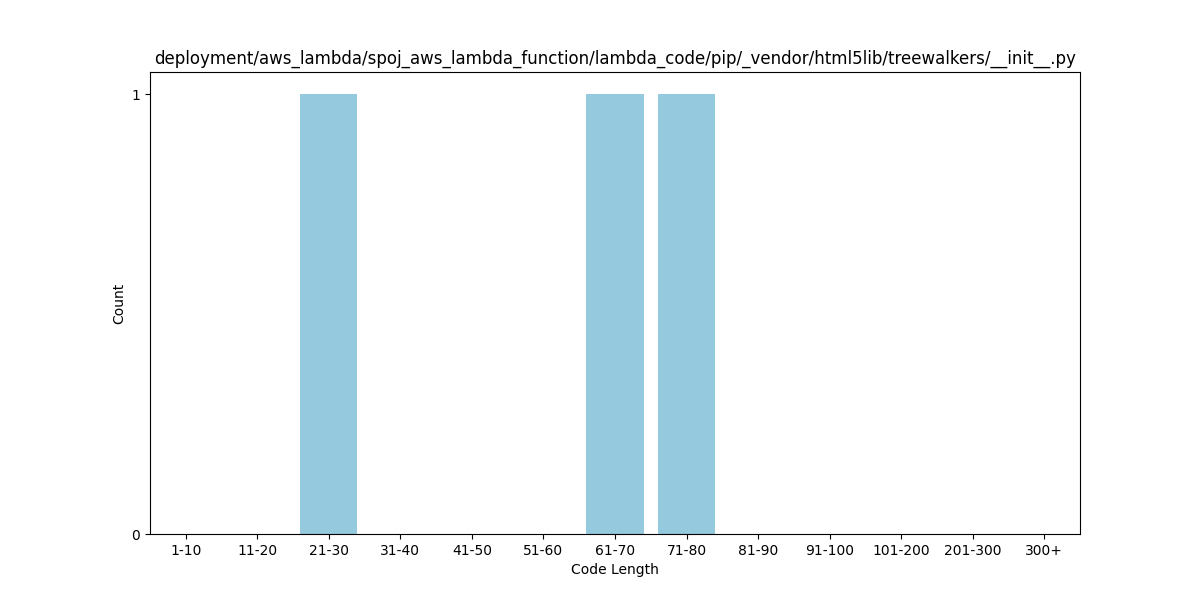 deployment/aws_lambda/spoj_aws_lambda_function/lambda_code/pip/_vendor/html5lib/treewalkers/__init__.py
1
Count
0
1-10 11-20 21-30 31-40 41-50 51-60 61-70 71-80 81-90 91-100 101-200 201-300 300+
Code Length